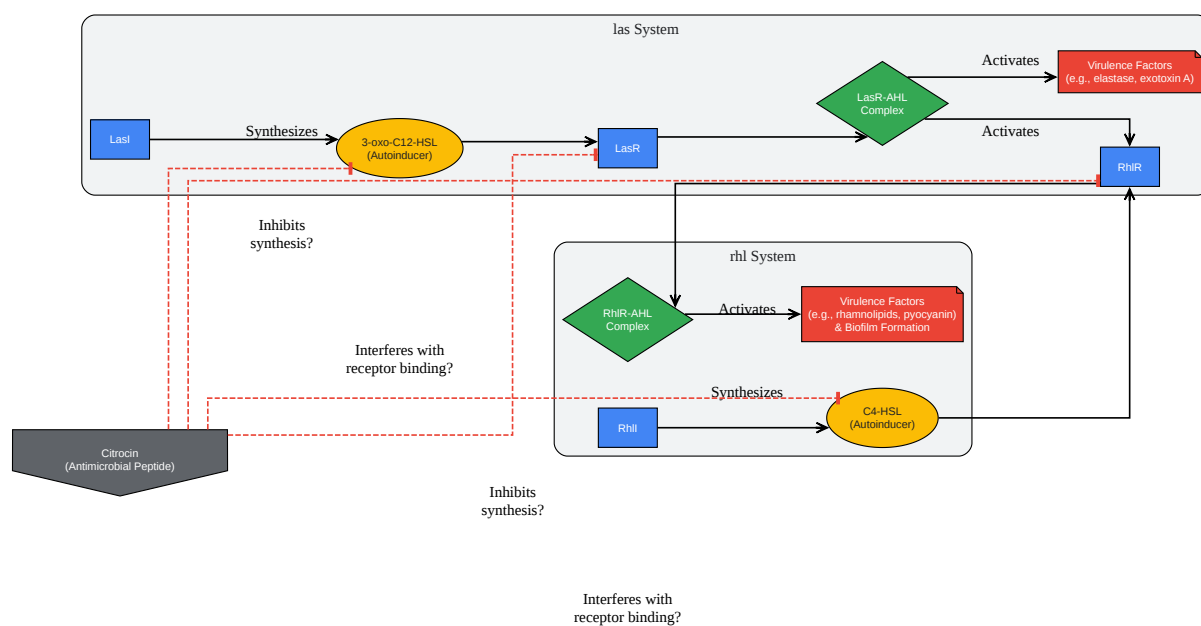 las System
Activates
Virulence Factors
(e.g., elastase, exotoxin A)
LasR-AHL
Complex
Activates
LasI
Synthesizes
3-oxo-C12-HSL
(Autoinducer)
LasR
RhlR
Inhibits
synthesis?
rhl System
RhlR-AHL
Complex
Activates
Virulence Factors
(e.g., rhamnolipids, pyocyanin)
& Biofilm Formation
Interferes with
receptor binding?
Synthesizes
RhlI
C4-HSL
(Autoinducer)
Citrocin
(Antimicrobial Peptide)
Inhibits
synthesis?
Interferes with
receptor binding?